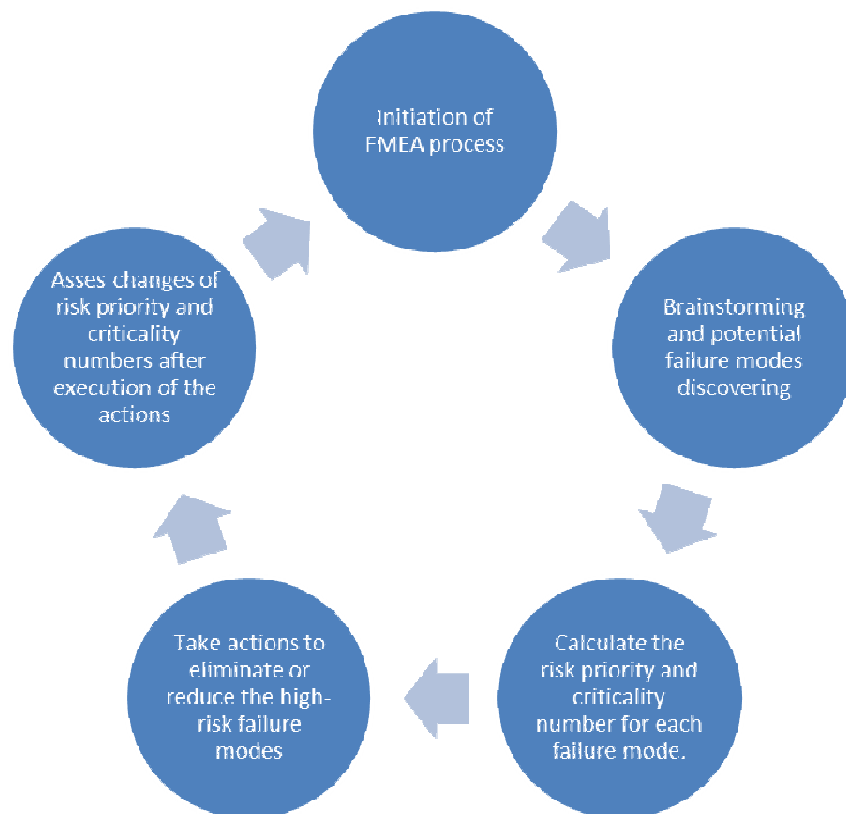 Initiation of
FMEA process
Brainstorming
and potential
failure modes
discovering
Calculate the
risk priority and
criticality
number for each
failure mode.
Take actions to
eliminate or
reduce the high-
risk failure
modes
Asses changes of
risk priority and
criticality
numbers after
execution of the
actions